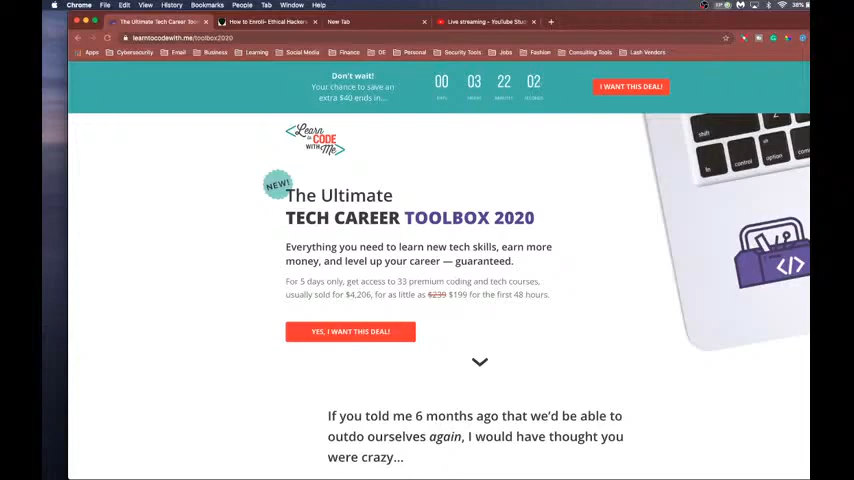 Chrome File Edit View History Bookmarks People Tab Window Help 38%
The Ultimate Tech Career Tool How to Enroll- Ethical Hackers New Tab Live streaming - YouTube Stu
learntocodewith.me/toolbox2020
Apps Cybersecurity Email Business Learning Social Media Finance OE Personal Security Tools Jobs Fashion Consulting Tools Lash Vendors
Don't wait!
Your chance to save an
extra $40 ends in...
00 03 22 02
I WANT THIS DEAL!
Learn
to CODE
WITH Me
shift
control
option
NEW!
The Ultimate
TECH CAREER TOOLBOX 2020
Everything you need to learn new tech skills, earn more
money, and level up your career — guaranteed.
For 5 days only, get access to 33 premium coding and tech courses,
usually sold for $4,206, for as little as $239 $199 for the first 48 hours.
YES, I WANT THIS DEAL!
If you told me 6 months ago that we'd be able to
outdo ourselves again, I would have thought you
were crazy...